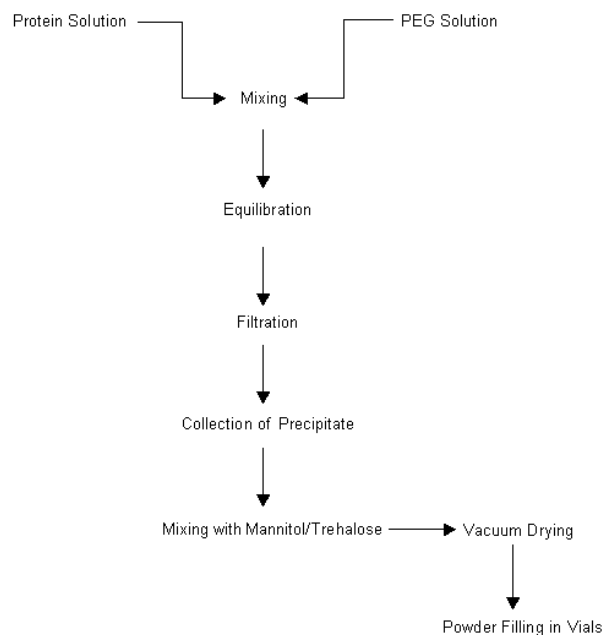 Protein Solution
PEG Solution
Mixing
Equilibration
Filtration
Collection of Precipitate
Mixing with Mannitol/Trehalose
Vacuum Drying
Powder Filling in Vials